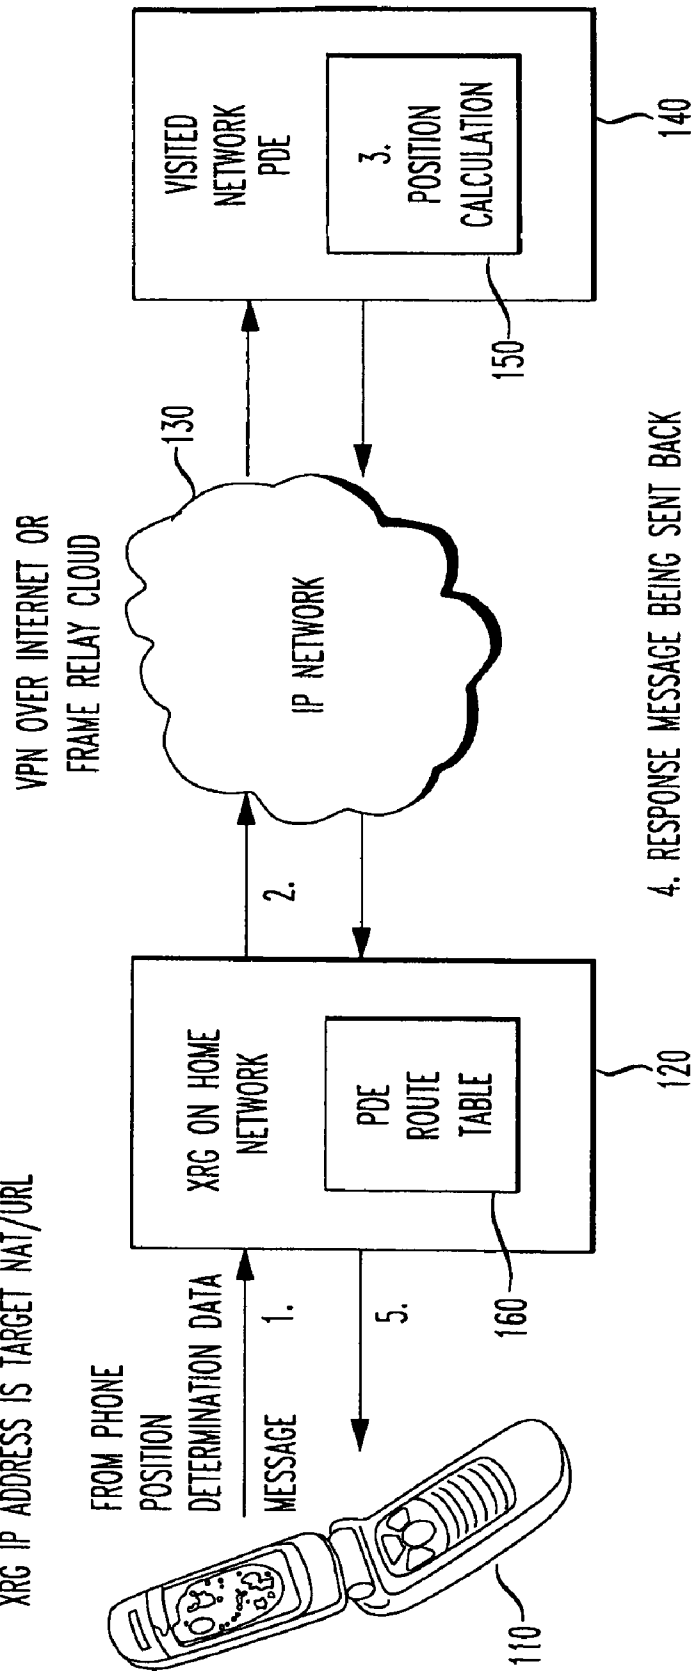 XRG IP ADDRESS IS TARGET NAT/URL
FROM PHONE
POSITION
DETERMINATION DATA
MESSAGE
1.
5.
110
XRG ON HOME
NETWORK
PDE
ROUTE
TABLE
160
120
2.
VPN OVER INTERNET OR
FRAME RELAY CLOUD
130
IP NETWORK
4. RESPONSE MESSAGE BEING SENT BACK
VISITED
NETWORK
PDE
3.
POSITION
CALCULATION
150
140